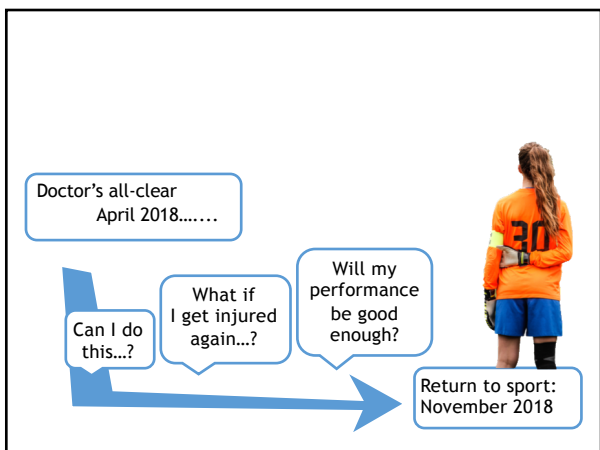 Doctor's all-clear
April 2018.......
Can I do
this...?
What if
I get injured
again...?
Will my
performance
be good
enough?
30
Return to sport:
November 2018